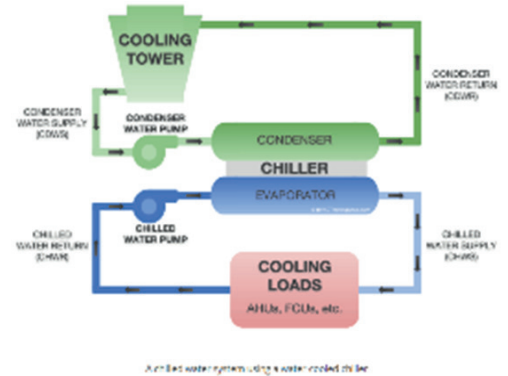 COOLING
TOWER
CONDENSER
WATER RETURN
(CDWR)
CONDENSER
WATER SUPPLY
(CDWS)
CONDENSER
WATER PUMP
CONDENSER
CHILLER
EVAPORATOR
CHILLED
WATER PUMP
CHILLED
WATER RETURN
(CHWR)
CHILLED
WATER SUPPLY
(CHWS)
COOLING
LOADS
AHUs, FCUs, etc.
A chilled water system using a water-cooled chiller